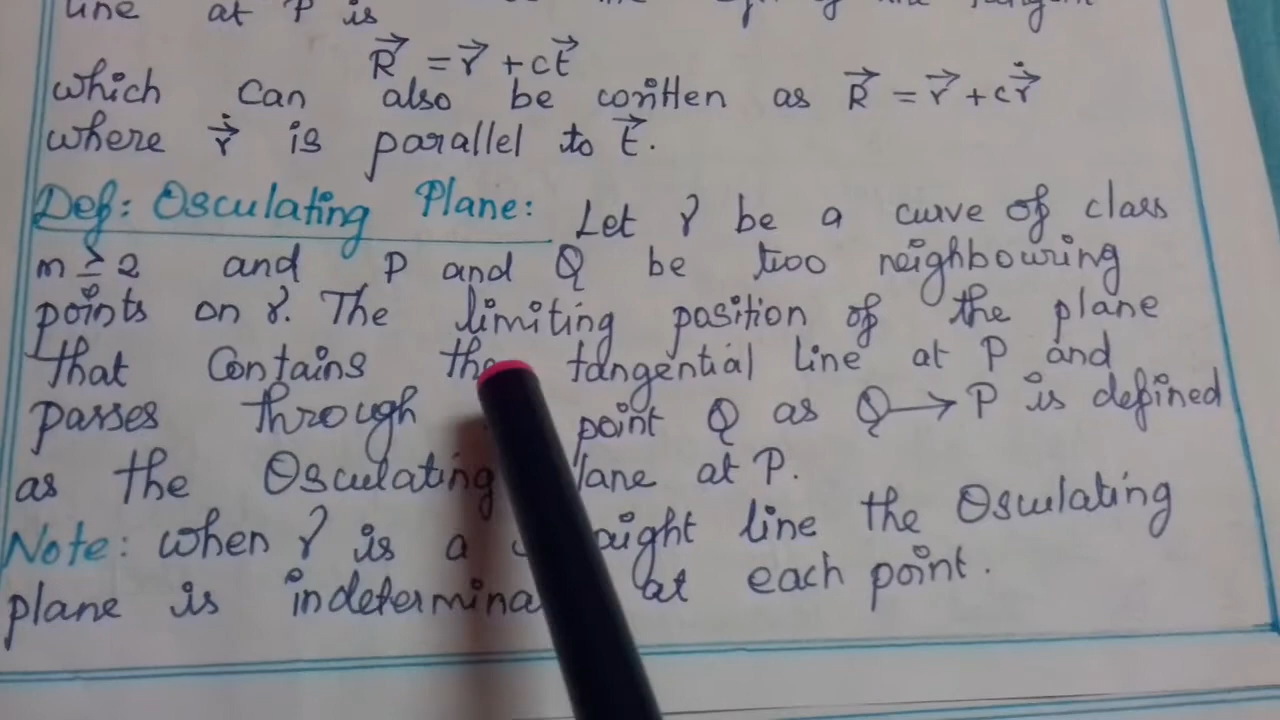 line at P is the tangent
R⃗ = r⃗ + ct⃗
which can also be written as R⃗ = r⃗ + cṙ⃗
where ṙ⃗ is parallel to t⃗.
Def: Osculating Plane: Let γ be a curve of class
m ≥ 2 and P and Q be two neighbouring
points on γ. The limiting position of the plane
that contains the tangential line at P and
passes through point Q as Q → P is defined
as the Osculating lane at P.
Note: when γ is a aight line the Osculating
plane is indetermina at each point.